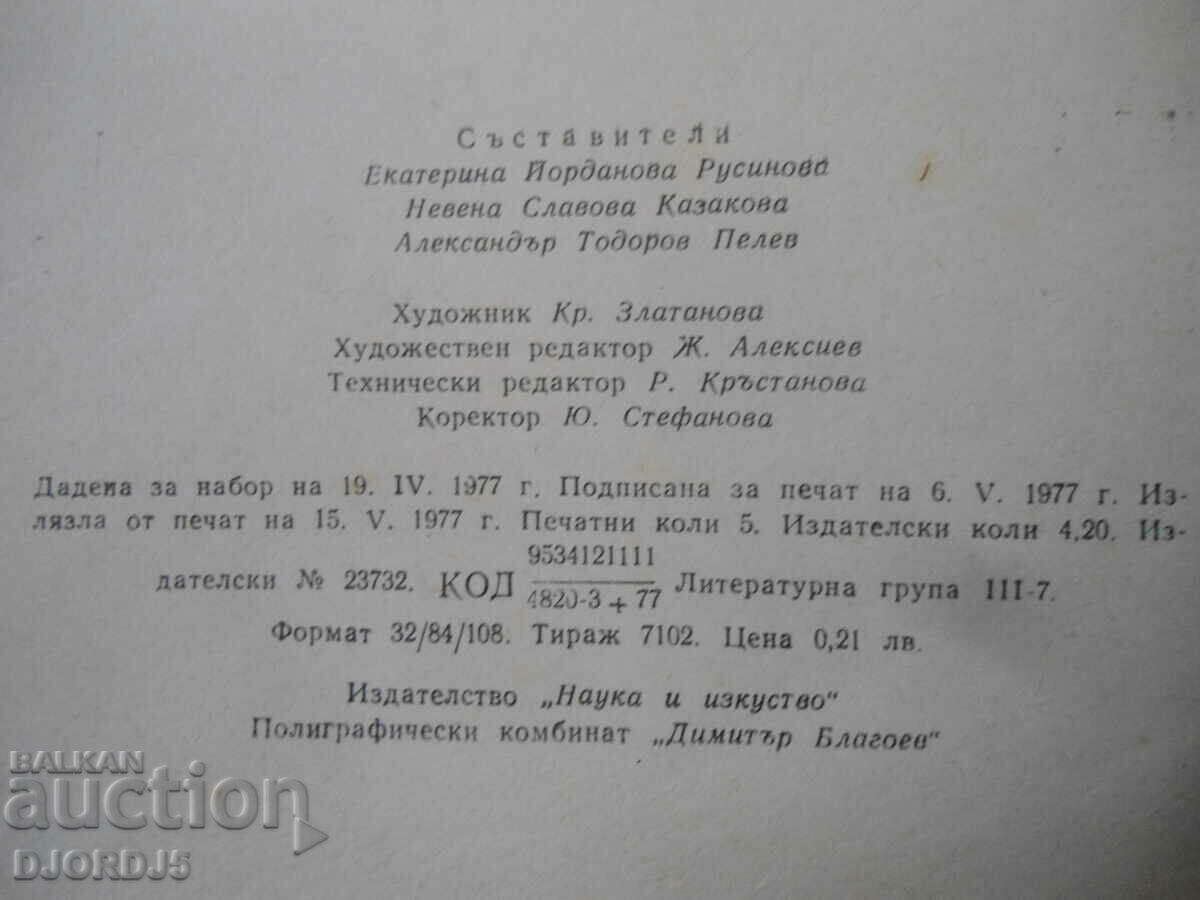 Съставители
Екатерина Йорданова Русинова
Невена Славова Казакова
Александър Тодоров Пелев
Художник Кр. Златанова
Художествен редактор Ж. Алексиев
Технически редактор Р. Кръстанова
Коректор Ю. Стефанова
Дадена за набор на 19. IV. 1977 г. Подписана за печат на 6. V. 1977 г. Из-
лязла от печат на 15. V. 1977 г. Печатни коли 5. Издателски коли 4,20. Из-
9534121111
дателски № 23732. КОД 4820-3+77 Литературна група III-7.
Формат 32/84/108. Тираж 7102. Цена 0,21 лв.
Издателство „Наука и изкуство“
Полиграфически комбинат „Димитър Благоев“
BALKAN
auction
DJORDJ5